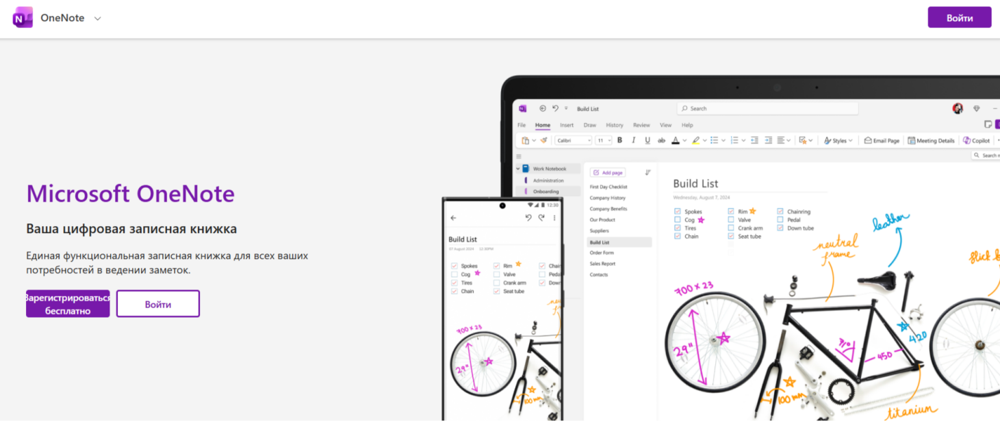 OneNote
Войти
Microsoft OneNote
Ваша цифровая записная книжка
Единая функциональная записная книжка для всех ваших
потребностей в ведении заметок.
Зарегистрироваться
бесплатно
Войти
Build List
Search
File Home Insert Draw History Review View Help
Calibri 11 B I U ab A Styles Email Page Meeting Details Copilot
Search
Work Notebook
Administration
Onboarding
Add page
First Day Checklist
Company History
Company Benefits
Our Product
Suppliers
Build List
Order Form
Sales Report
Contacts
Build List
Wednesday, August 7, 2024
Spokes Rim Chainring
Cog Valve Pedal
Tires Crank arm Down tube
Chain Seat tube
leather
neutral
frame
700 x 23
29"
420
450
100 mm
titanium
12:30
Build List
07 August 2024 12:30PM
Spokes Rim Chain
Cog Valve Peda
Tires Crank arm Down
Chain Seat tube
700 x 23
29"
100 mm